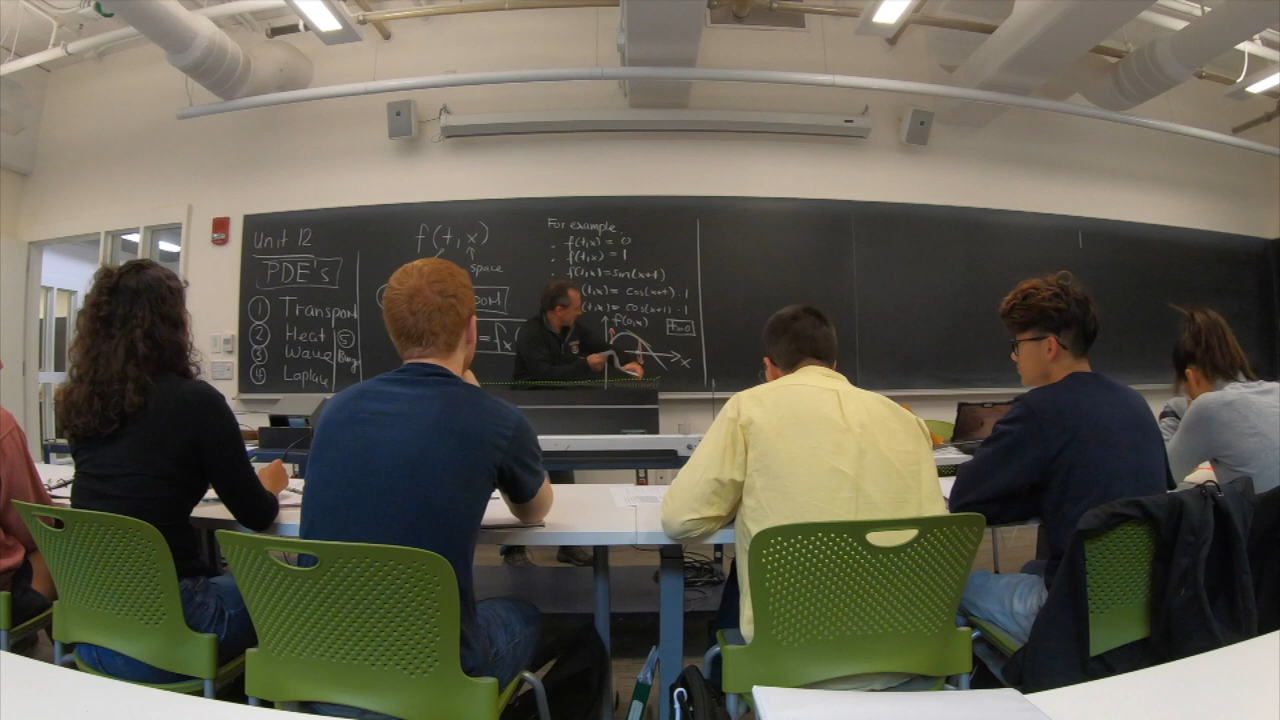 Unit 12
PDE's
1 Transport
2 Heat 5
3 Wave Burg
4 Laplace
f(t,x)
space
= fx
For example
. f(t,x) = 0
. f(t,x) = 1
. f(t,x) = sin(x+t)
(t,x) = cos(x+t) . 1
(t,x) = cos(x+t) . 1
f(0,x)
t=0
x